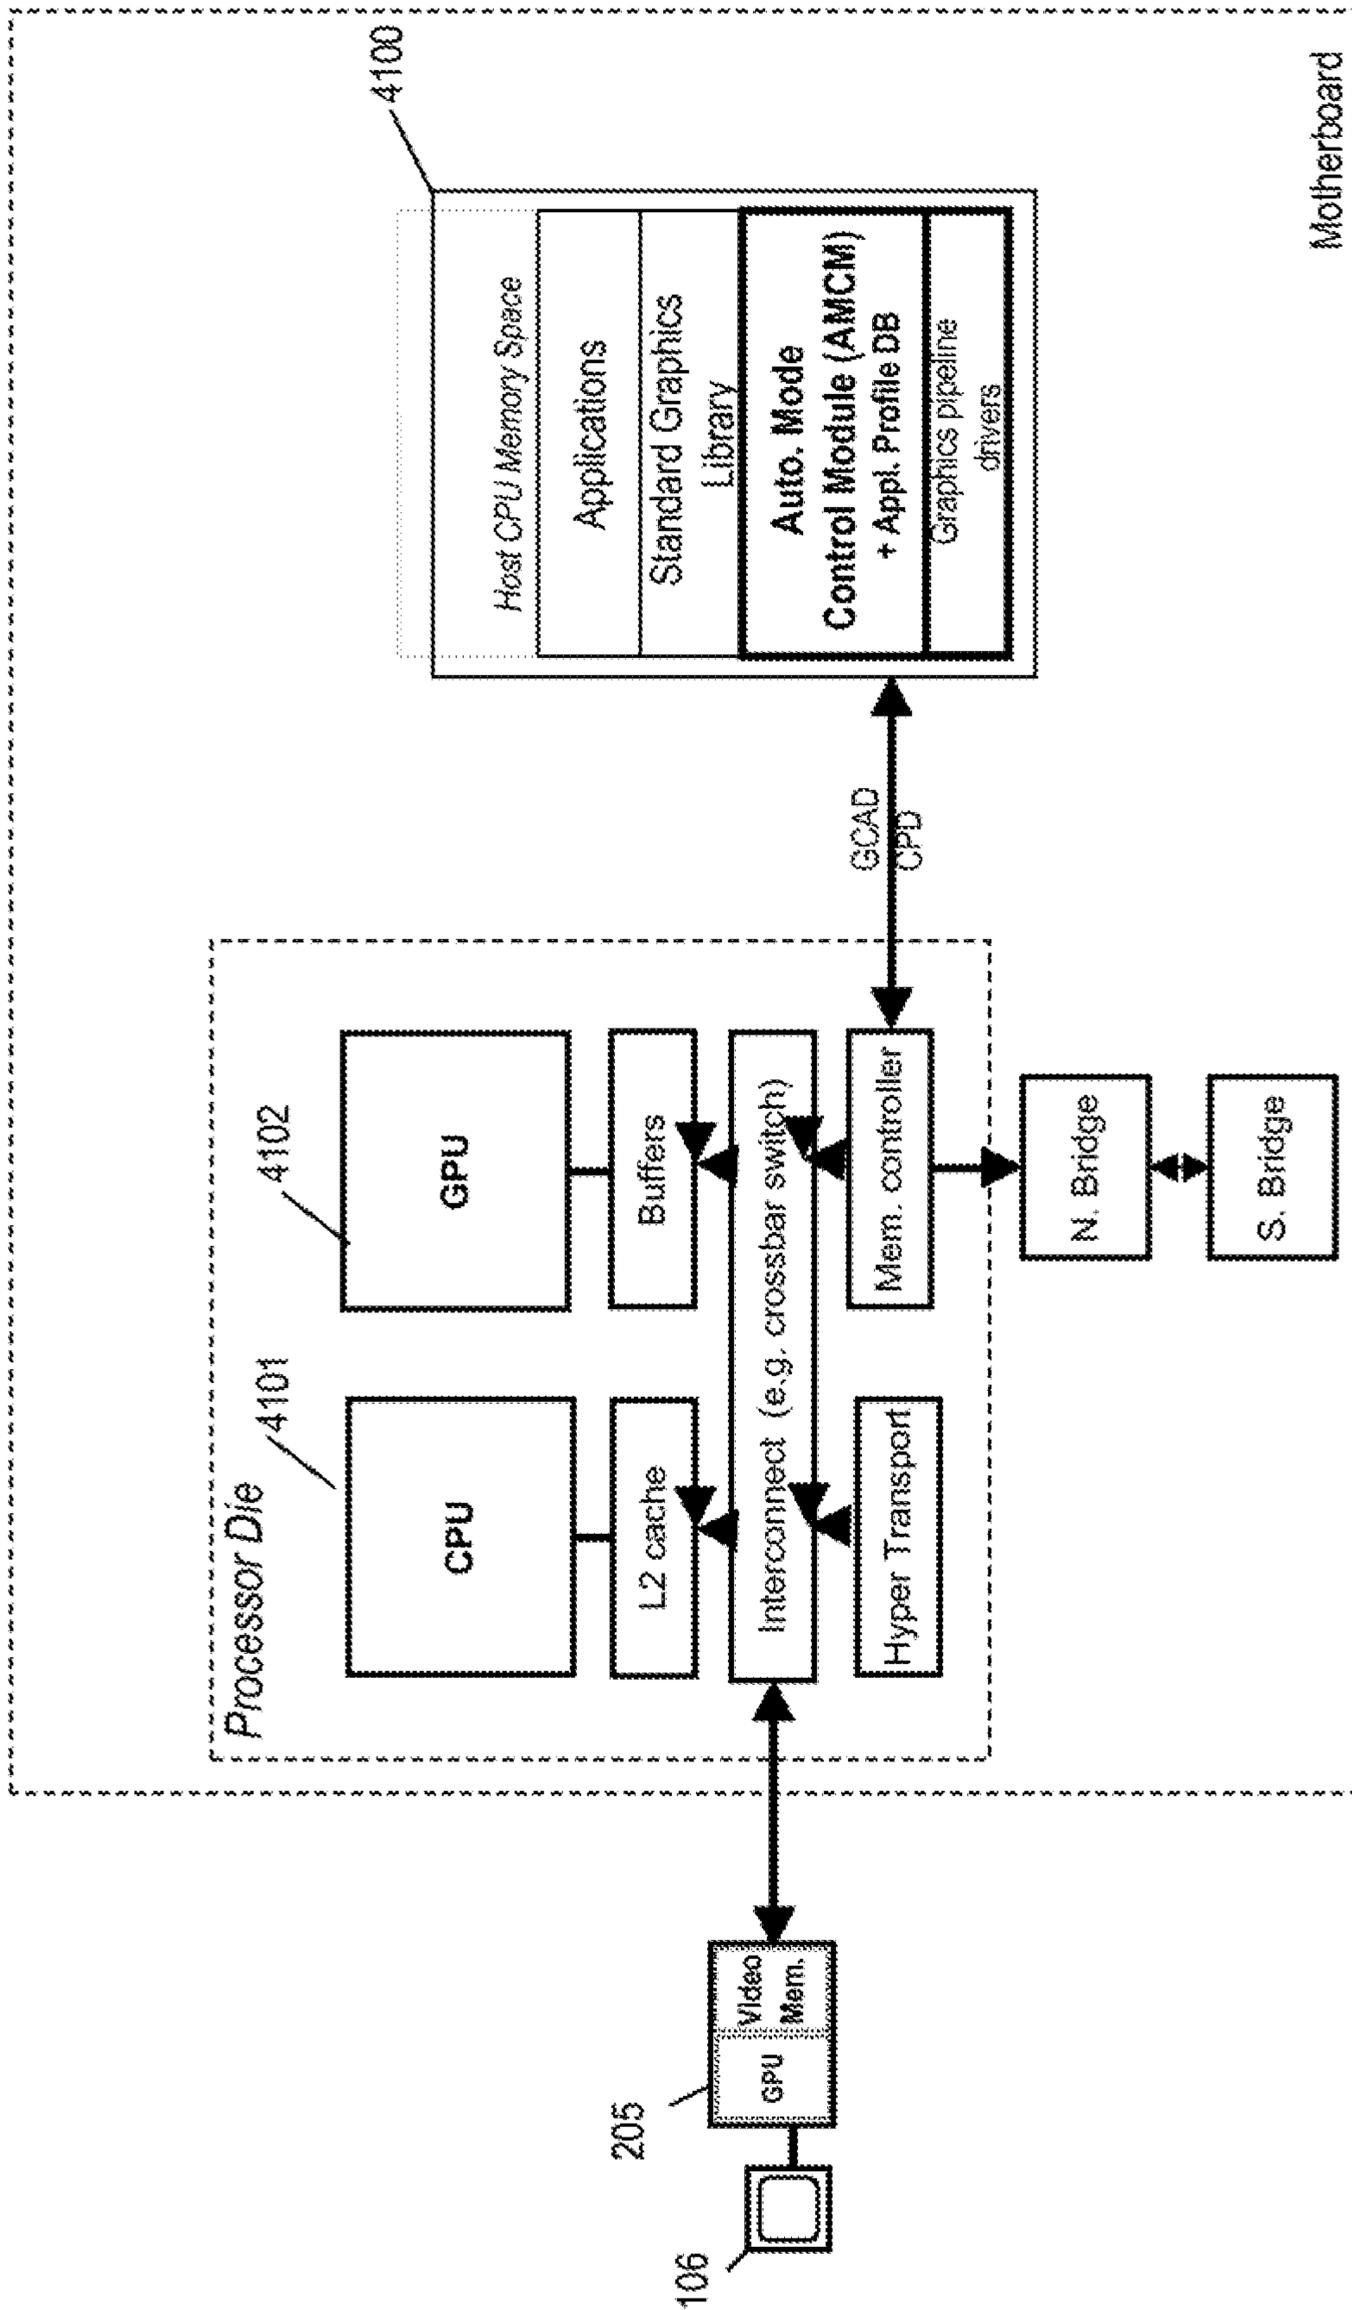 4100
Host CPU Memory Space
Applications
Standard Graphics
Library
Auto. Mode
Control Module (AMCM)
+ Appl. Profile DB
Graphics pipeline
drivers
Motherboard
GCAD
CPD
Processor Die
4101
4102
CPU
GPU
L2 cache
Buffers
Interconnect (e.g. crossbar switch)
Hyper Transport
Mem. controller
N. Bridge
S. Bridge
205
GPU
Video
Mem.
106